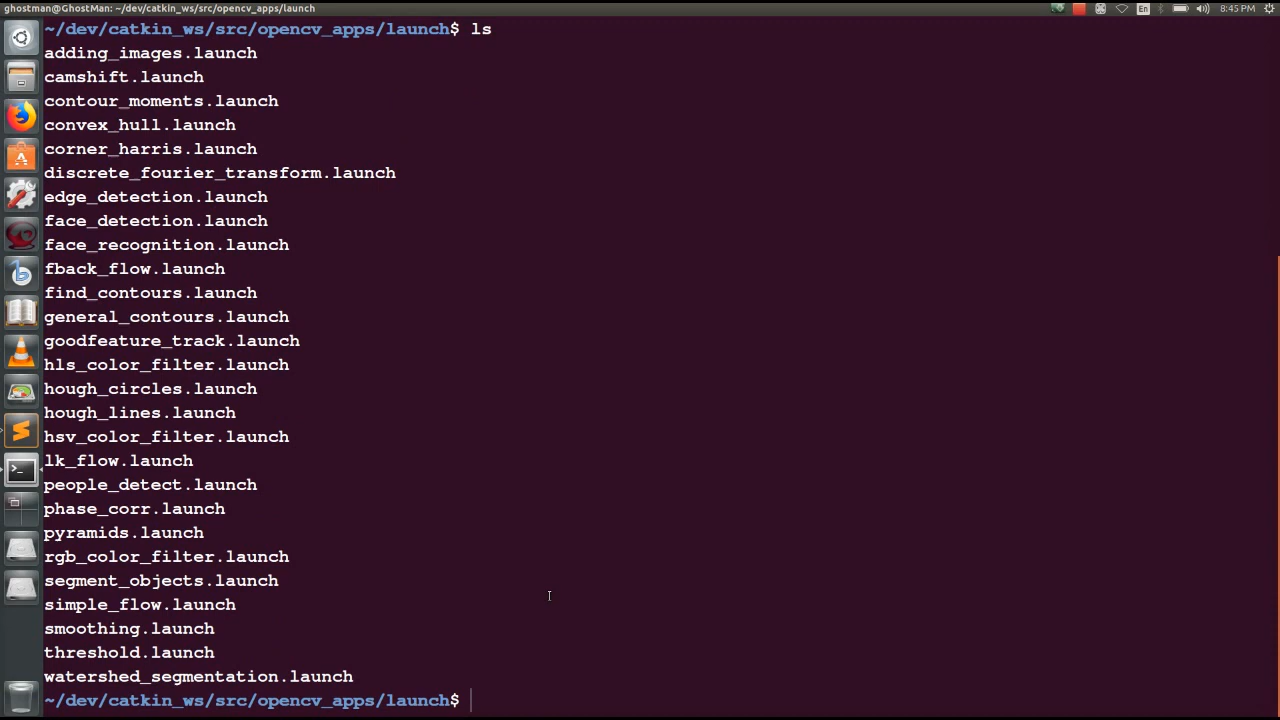 ghostman@GhostMan: ~/dev/catkin_ws/src/opencv_apps/launch
En
8:45 PM
~/dev/catkin_ws/src/opencv_apps/launch$ ls
adding_images.launch
camshift.launch
contour_moments.launch
convex_hull.launch
corner_harris.launch
discrete_fourier_transform.launch
edge_detection.launch
face_detection.launch
face_recognition.launch
fback_flow.launch
find_contours.launch
general_contours.launch
goodfeature_track.launch
hls_color_filter.launch
hough_circles.launch
hough_lines.launch
hsv_color_filter.launch
lk_flow.launch
people_detect.launch
phase_corr.launch
pyramids.launch
rgb_color_filter.launch
segment_objects.launch
simple_flow.launch
smoothing.launch
threshold.launch
watershed_segmentation.launch
~/dev/catkin_ws/src/opencv_apps/launch$